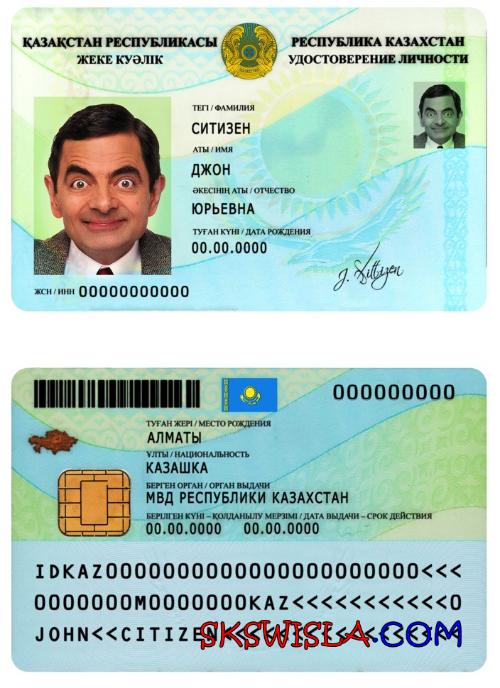 ҚАЗАҚСТАН РЕСПУБЛИКАСЫ
ЖЕКЕ КУӘЛІК
РЕСПУБЛИКА КАЗАХСТАН
УДОСТОВЕРЕНИЕ ЛИЧНОСТИ
ТЕГІ / ФАМИЛИЯ
СИТИЗЕН
АТЫ / ИМЯ
ДЖОН
ӘКЕСІНІҢ АТЫ / ОТЧЕСТВО
ЮРЬЕВНА
ТУҒАН КҮНІ / ДАТА РОЖДЕНИЯ
00.00.0000
J. Sittizen
ЖСН / ИНН 00000000000
000000000
ТУҒАН ЖЕРІ / МЕСТО РОЖДЕНИЯ
АЛМАТЫ
ҰЛТЫ / НАЦИОНАЛЬНОСТЬ
КАЗАШКА
БЕРГЕН ОРГАН / ОРГАН ВЫДАЧИ
МВД РЕСПУБЛИКИ КАЗАХСТАН
БЕРІЛГЕН КҮНІ – ҚОЛДАНЫЛУ МЕРЗІМІ / ДАТА ВЫДАЧИ – СРОК ДЕЙСТВИЯ
00.00.0000 00.00.0000
IDKAZ0000000000000000000000<<<
0000000M0000000KAZ<<<<<<<<<<<0
JOHN<<CITIZEN<<<<<<<<<<<<<<<<<
SKSWISLA.COM